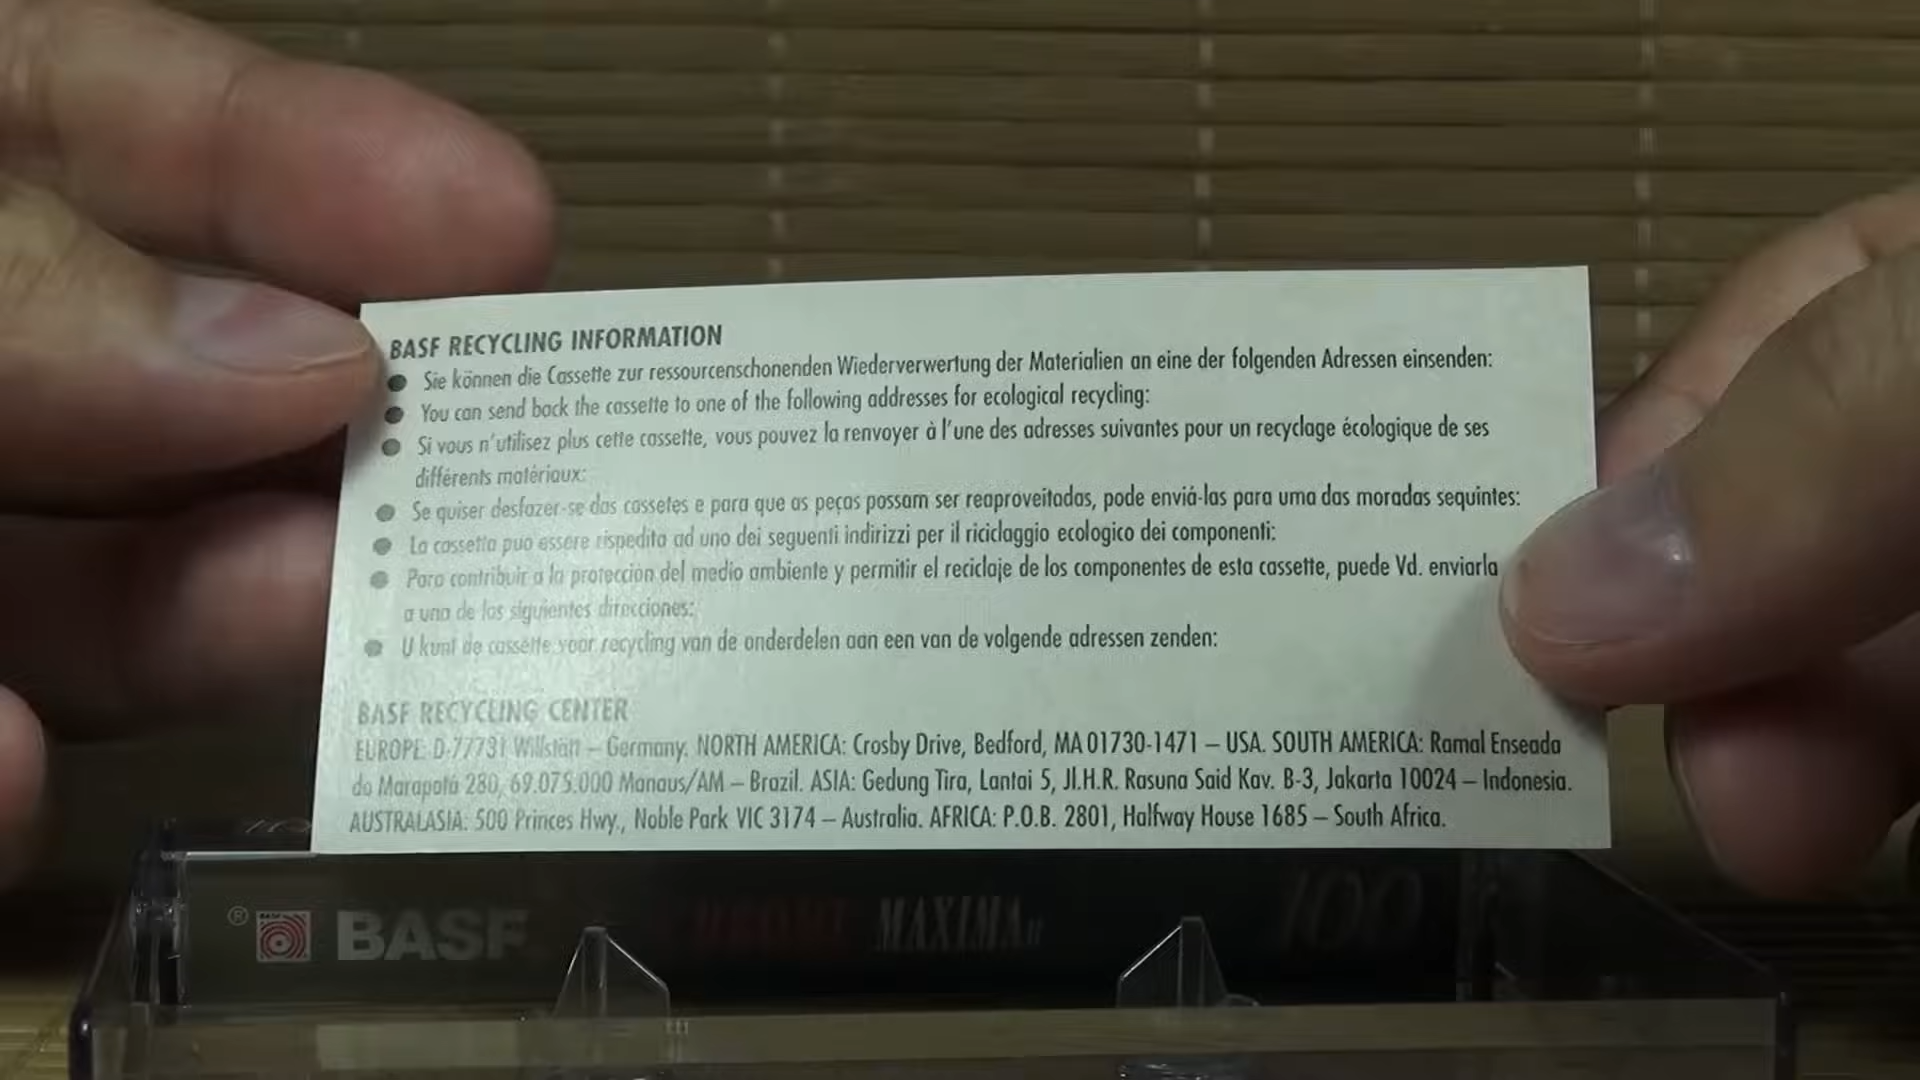 BASF RECYCLING INFORMATION
● Sie können die Cassette zur ressourcenschonenden Wiederverwertung der Materialien an eine der folgenden Adressen einsenden:
● You can send back the cassette to one of the following addresses for ecological recycling:
● Si vous n'utilisez plus cette cassette, vous pouvez la renvoyer à l'une des adresses suivantes pour un recyclage écologique de ses
différents matériaux:
● Se quiser desfazer-se das cassetes e para que as peças possam ser reaproveitadas, pode enviá-las para uma das moradas sequintes:
● La cassetta può essere rispedita ad uno dei seguenti indirizzi per il riciclaggio ecologico dei componenti:
● Para contribuir a la protección del medio ambiente y permitir el reciclaje de los componentes de esta cassette, puede Vd. enviarla
a una de las siguientes direcciones:
● U kunt de cassette voor recycling van de onderdelen aan een van de volgende adressen zenden:
BASF RECYCLING CENTER
EUROPE: D-77731 Willstätt – Germany. NORTH AMERICA: Crosby Drive, Bedford, MA 01730-1471 – USA. SOUTH AMERICA: Ramal Enseada
do Marapatá 280, 69.075.000 Manaus/AM – Brazil. ASIA: Gedung Tira, Lantai 5, Jl.H.R. Rasuna Said Kav. B-3, Jakarta 10024 – Indonesia.
AUSTRALASIA: 500 Princes Hwy., Noble Park VIC 3174 – Australia. AFRICA: P.O.B. 2801, Halfway House 1685 – South Africa.
® BASF BASF CHROME MAXIMA II 100